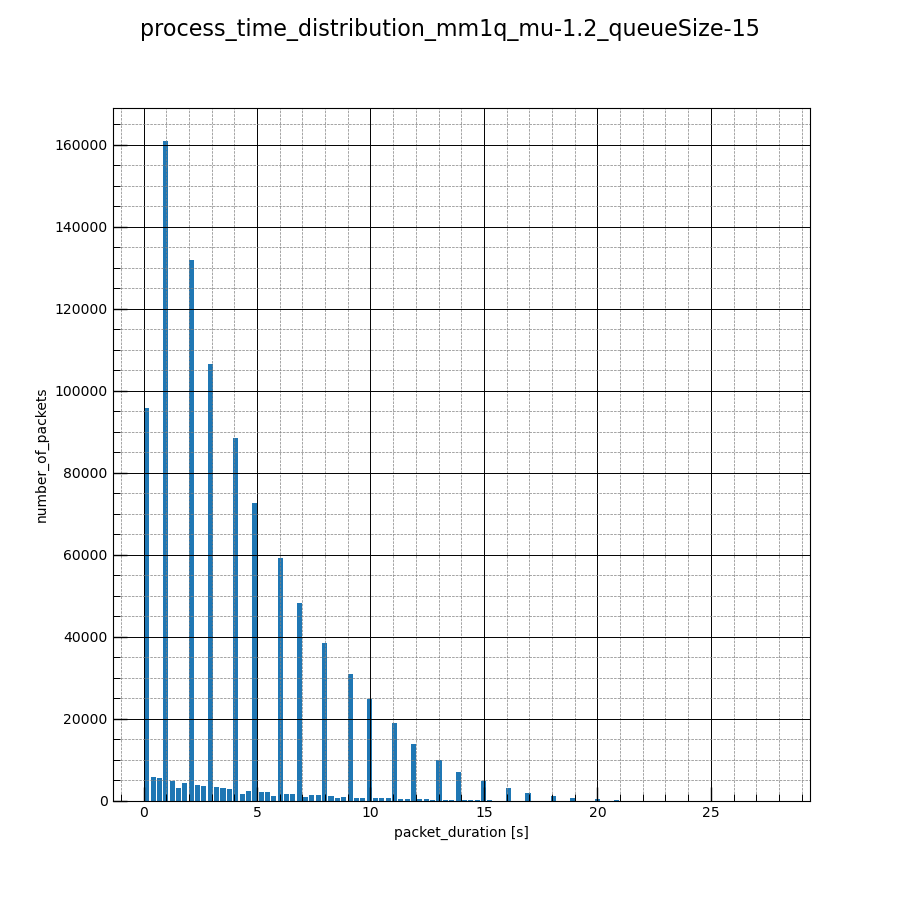 process_time_distribution_mm1q_mu-1.2_queueSize-15
160000
140000
120000
100000
80000
60000
40000
20000
0
number_of_packets
0 5 10 15 20 25
packet_duration [s]